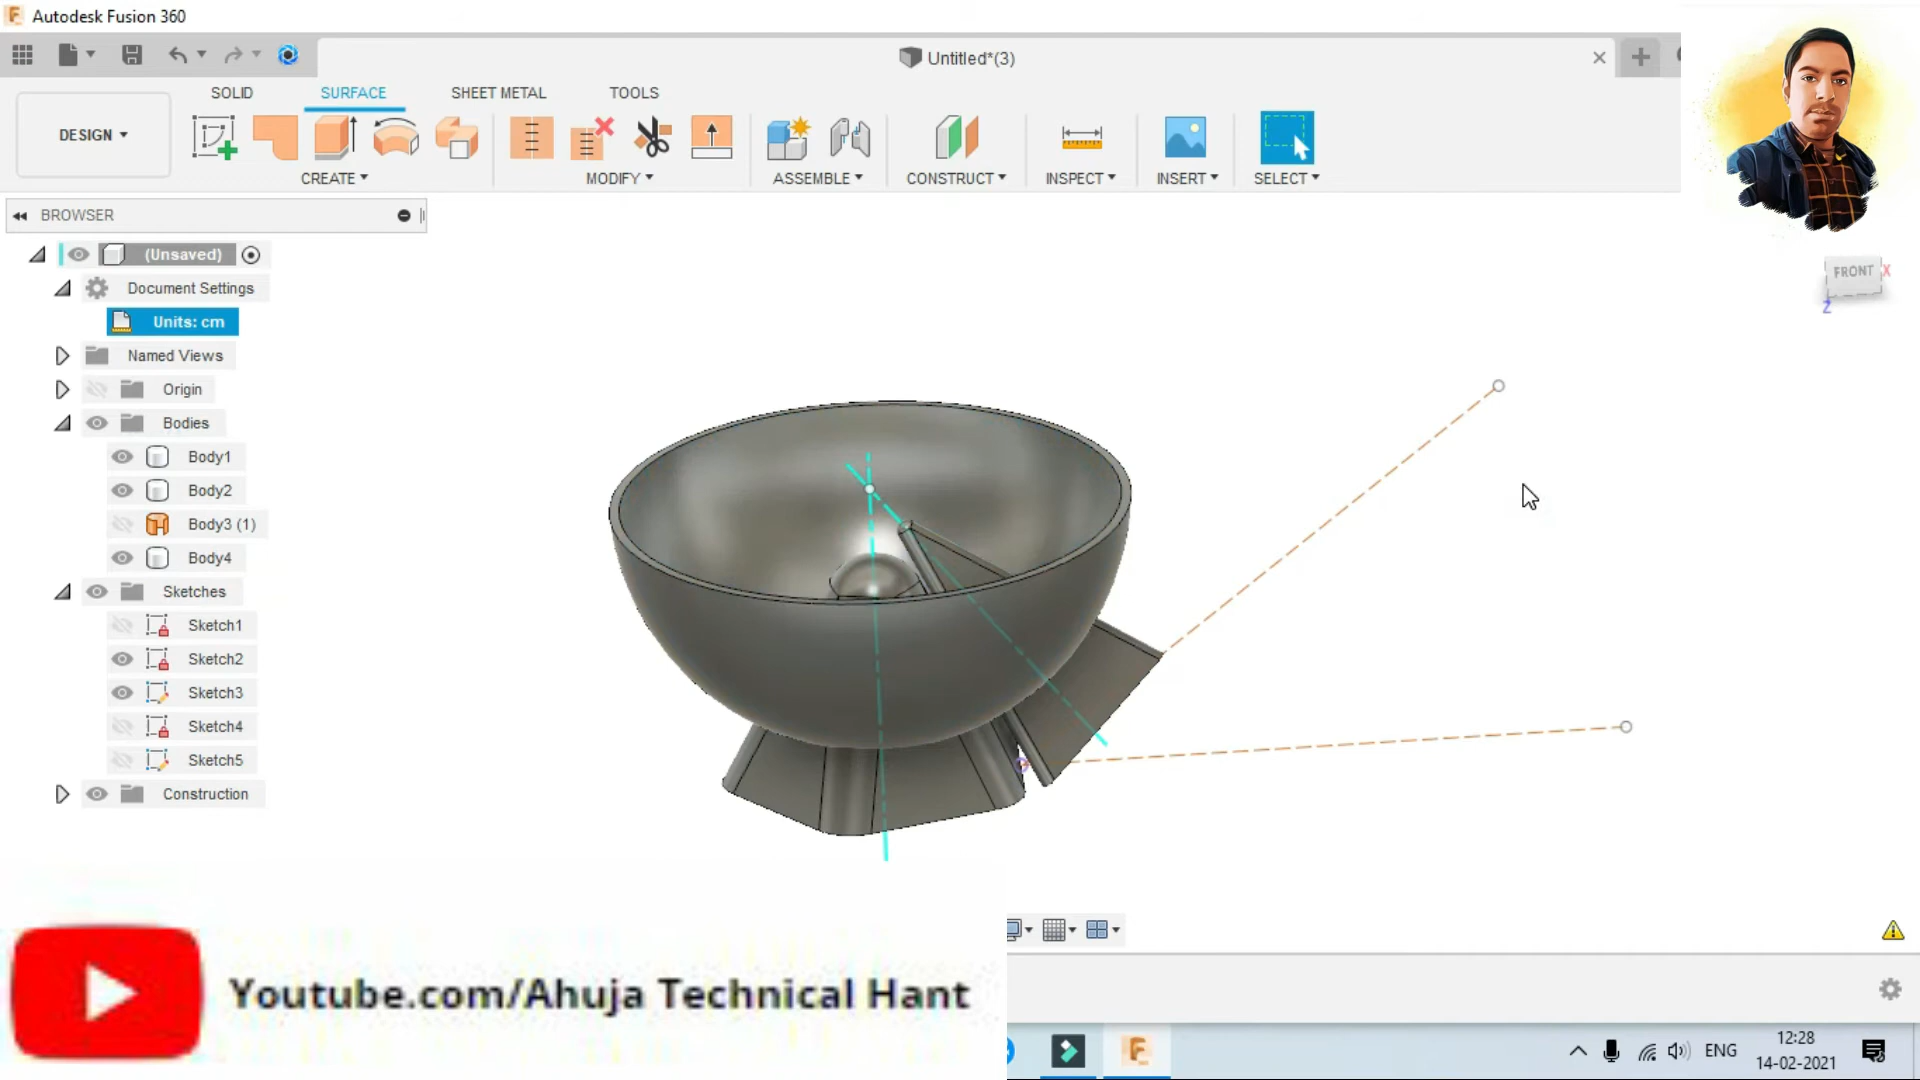 Autodesk Fusion 360
Untitled*(3)
SOLID SURFACE SHEET METAL TOOLS
DESIGN
CREATE MODIFY ASSEMBLE CONSTRUCT INSPECT INSERT SELECT
BROWSER
(Unsaved)
Document Settings
Units: cm
Named Views
Origin
Bodies
Body1
Body2
Body3 (1)
Body4
Sketches
Sketch1
Sketch2
Sketch3
Sketch4
Sketch5
Construction
FRONT X
Z
Youtube.com/Ahuja Technical Hant
ENG
12:28
14-02-2021